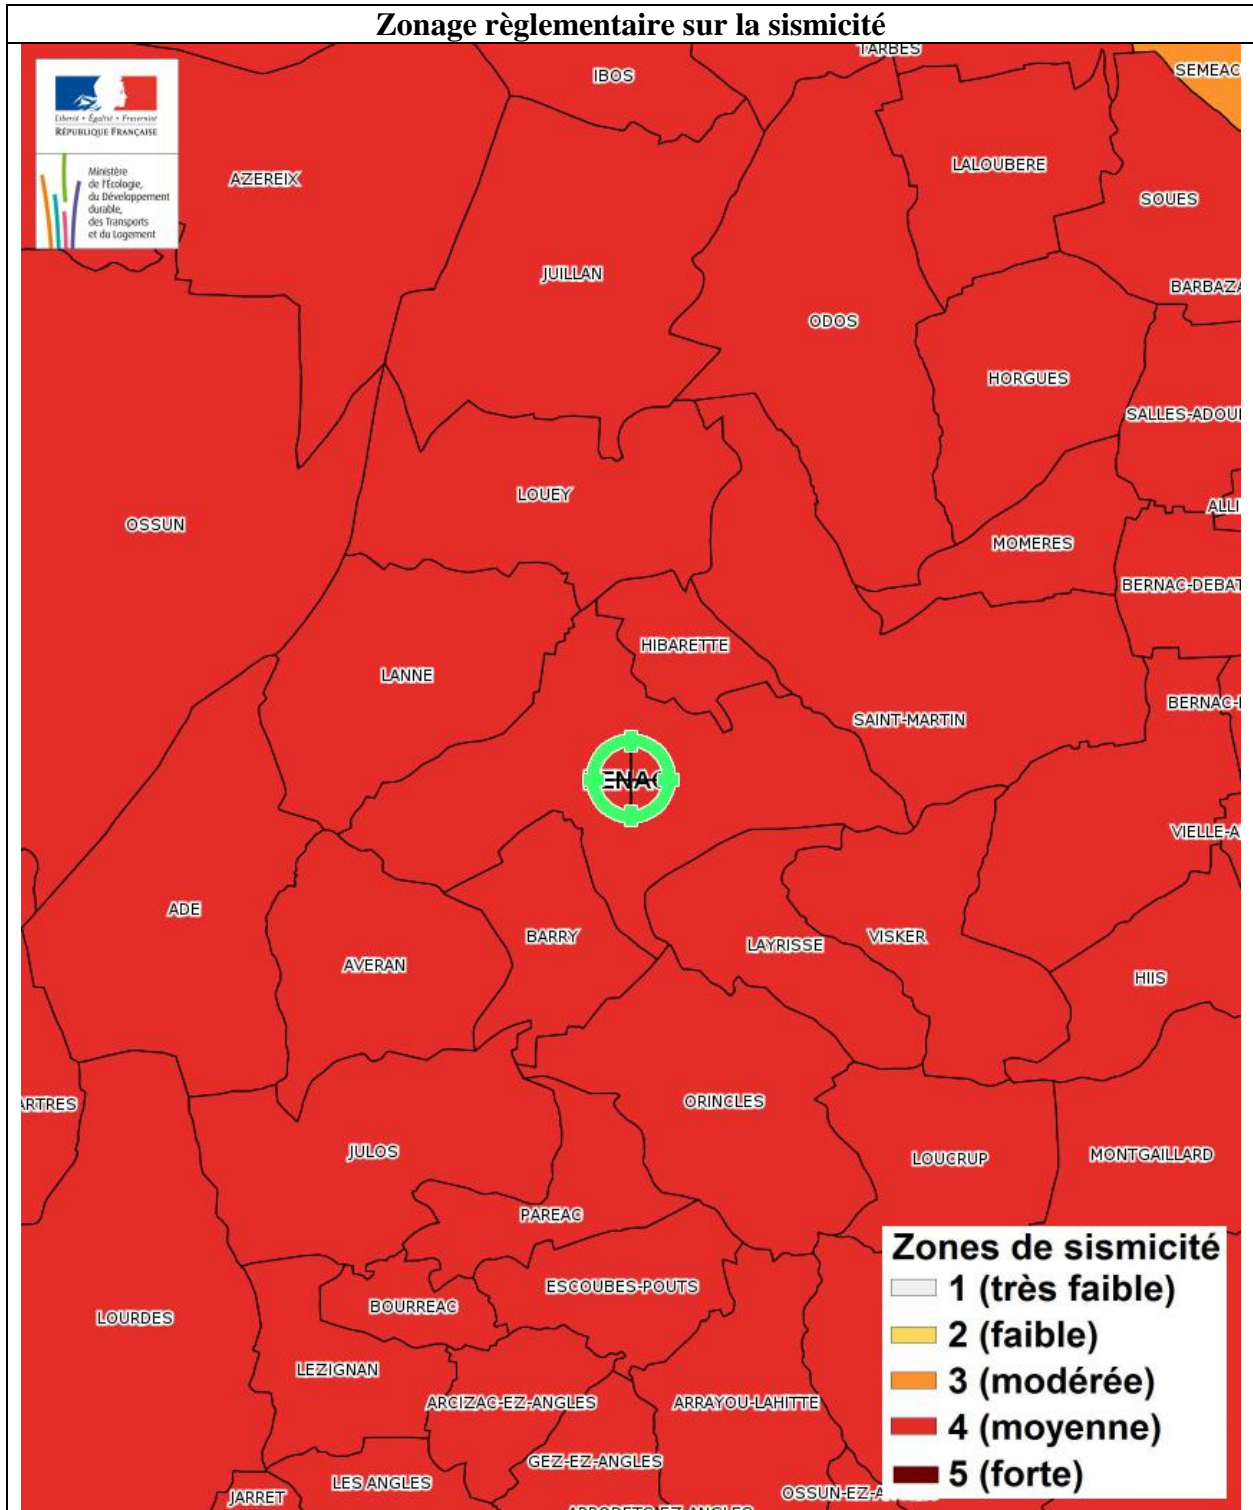 Zonage règlementaire sur la sismicité
TARBES
IBOS
SEMEAC
Liberté • Égalité • Fraternité
RÉPUBLIQUE FRANÇAISE
Ministère
de l'Écologie,
du Développement
durable,
des Transports
et du Logement
AZEREIX
LALOUBERE
SOUES
JUILLAN
BARBAZA
ODOS
HORGUES
SALLES-ADOU
LOUEY
ALLI
OSSUN
MOMERES
BERNAC-DEBAT
HIBARETTE
LANNE
BERNAC-
SAINT-MARTIN
ENAC
VIELLE-A
ADE
BARRY
VISKER
LAYRISSE
AVERAN
HIIS
ARTRES
ORINCLES
JULOS
LOUCRUP
MONTGAILLARD
PAREAC
Zones de sismicité
1 (très faible)
2 (faible)
3 (modérée)
4 (moyenne)
5 (forte)
ESCOUBES-POUTS
BOURREAC
LOURDES
LEZIGNAN
ARCIZAC-EZ-ANGLES
ARRAYOU-LAHITTE
GEZ-EZ-ANGLES
LES ANGLES
OSSUN-EZ-A
JARRET